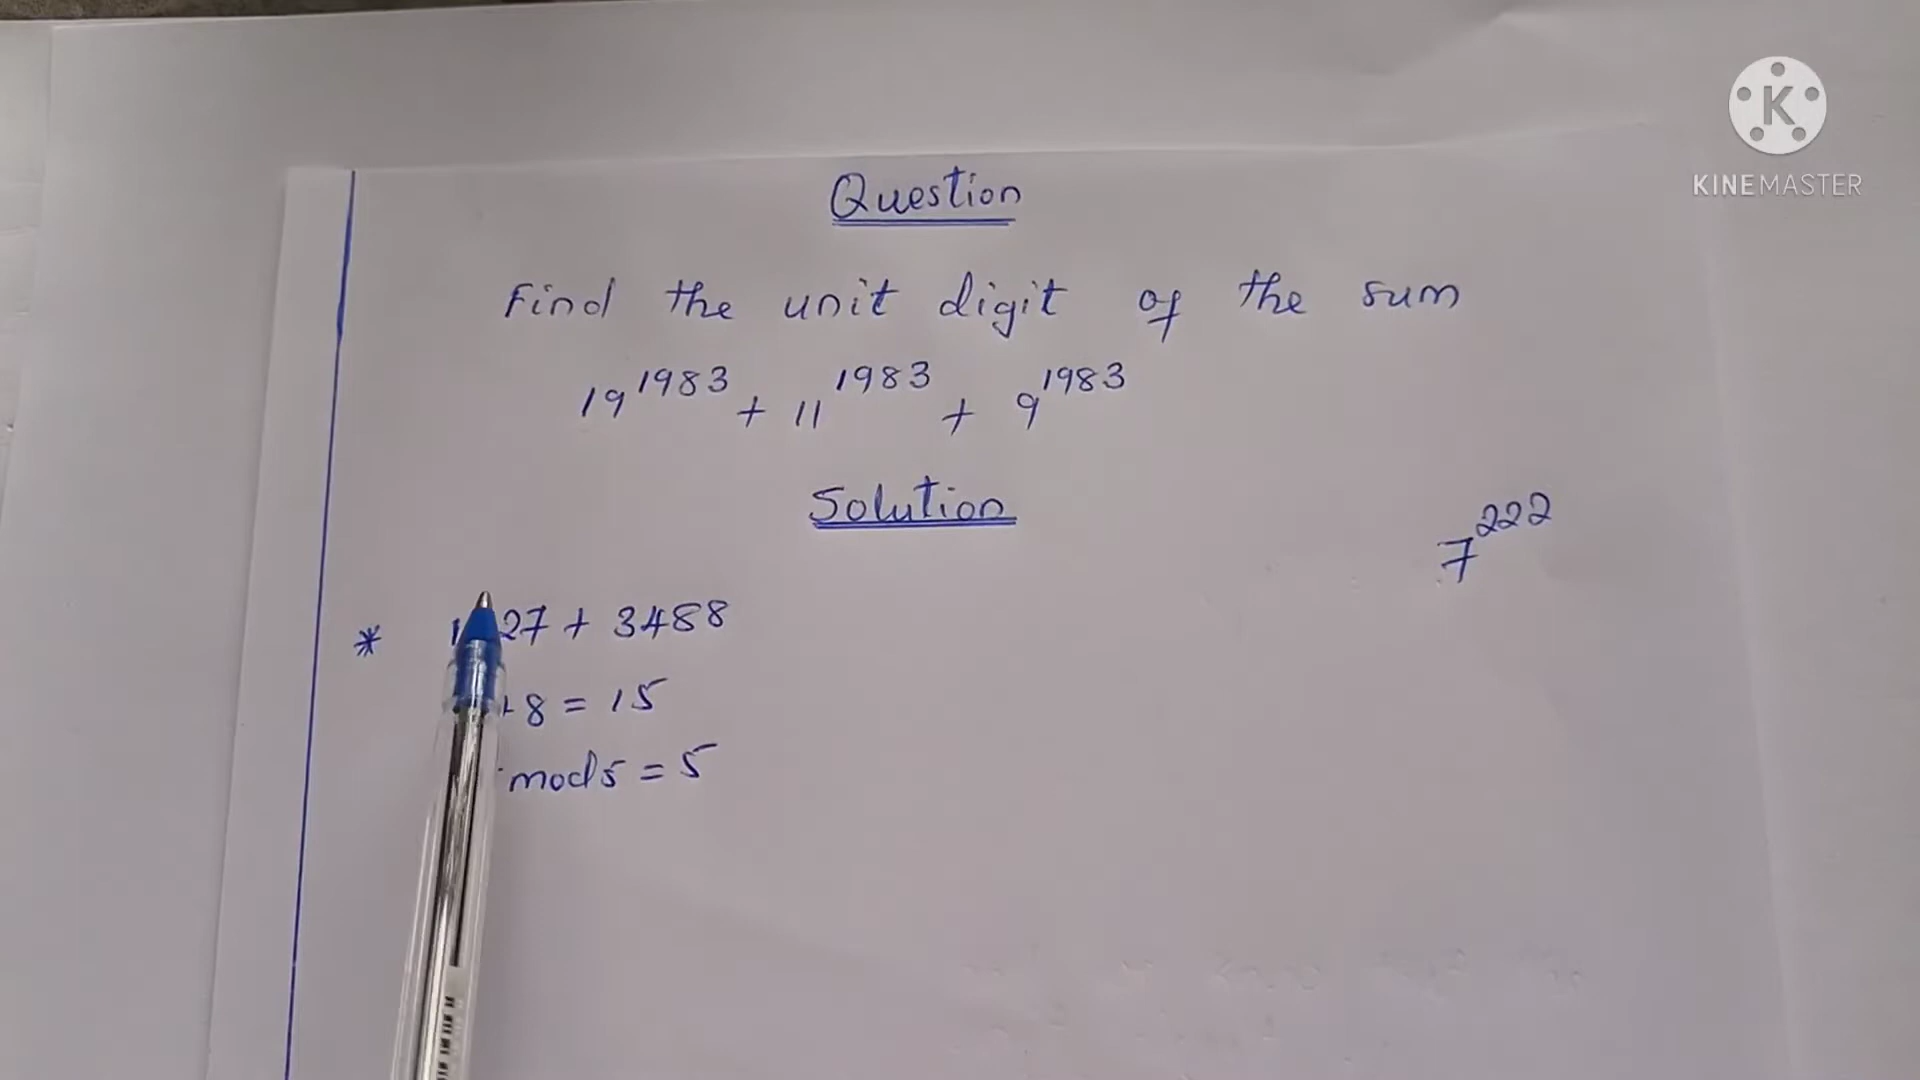 KINEMASTER
Question
Find the unit digit of the sum
19^1983 + 11^1983 + 9^1983
Solution
7^222
* 27 + 3488
+8 = 15
mod5 = 5